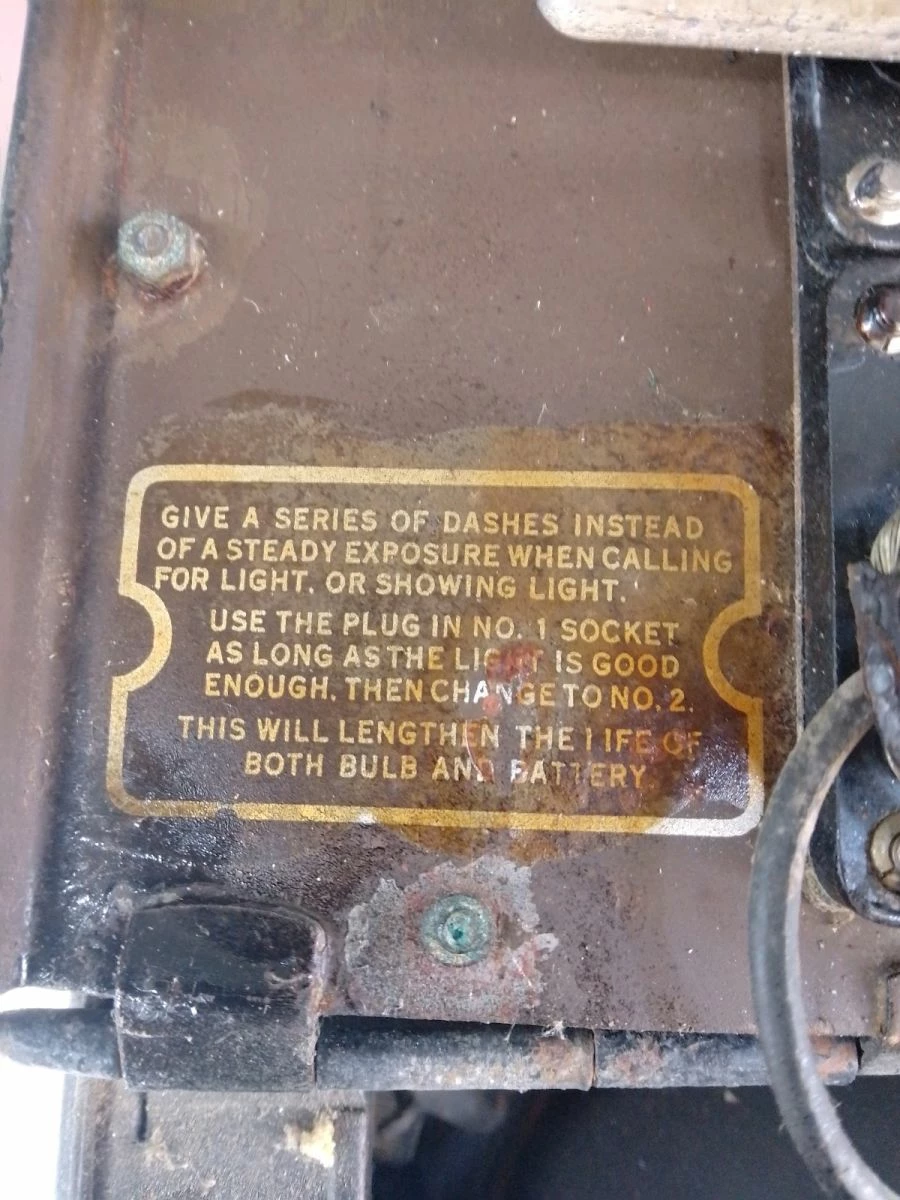 GIVE A SERIES OF DASHES INSTEAD
OF A STEADY EXPOSURE WHEN CALLING
FOR LIGHT, OR SHOWING LIGHT.
USE THE PLUG IN NO. 1 SOCKET
AS LONG AS THE LIGHT IS GOOD
ENOUGH, THEN CHANGE TO NO. 2.
THIS WILL LENGTHEN THE LIFE OF
BOTH BULB AND BATTERY